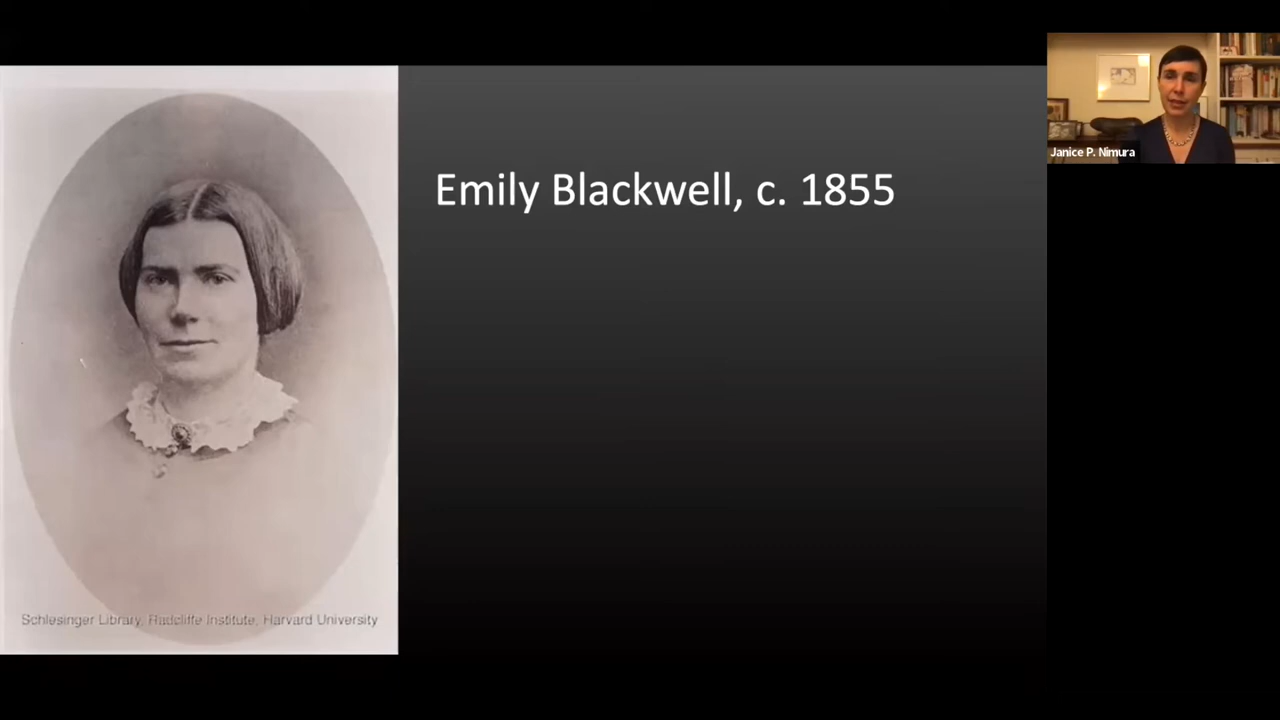 Emily Blackwell, c. 1855
Janice P. Nimura
Schlesinger Library, Radcliffe Institute, Harvard University